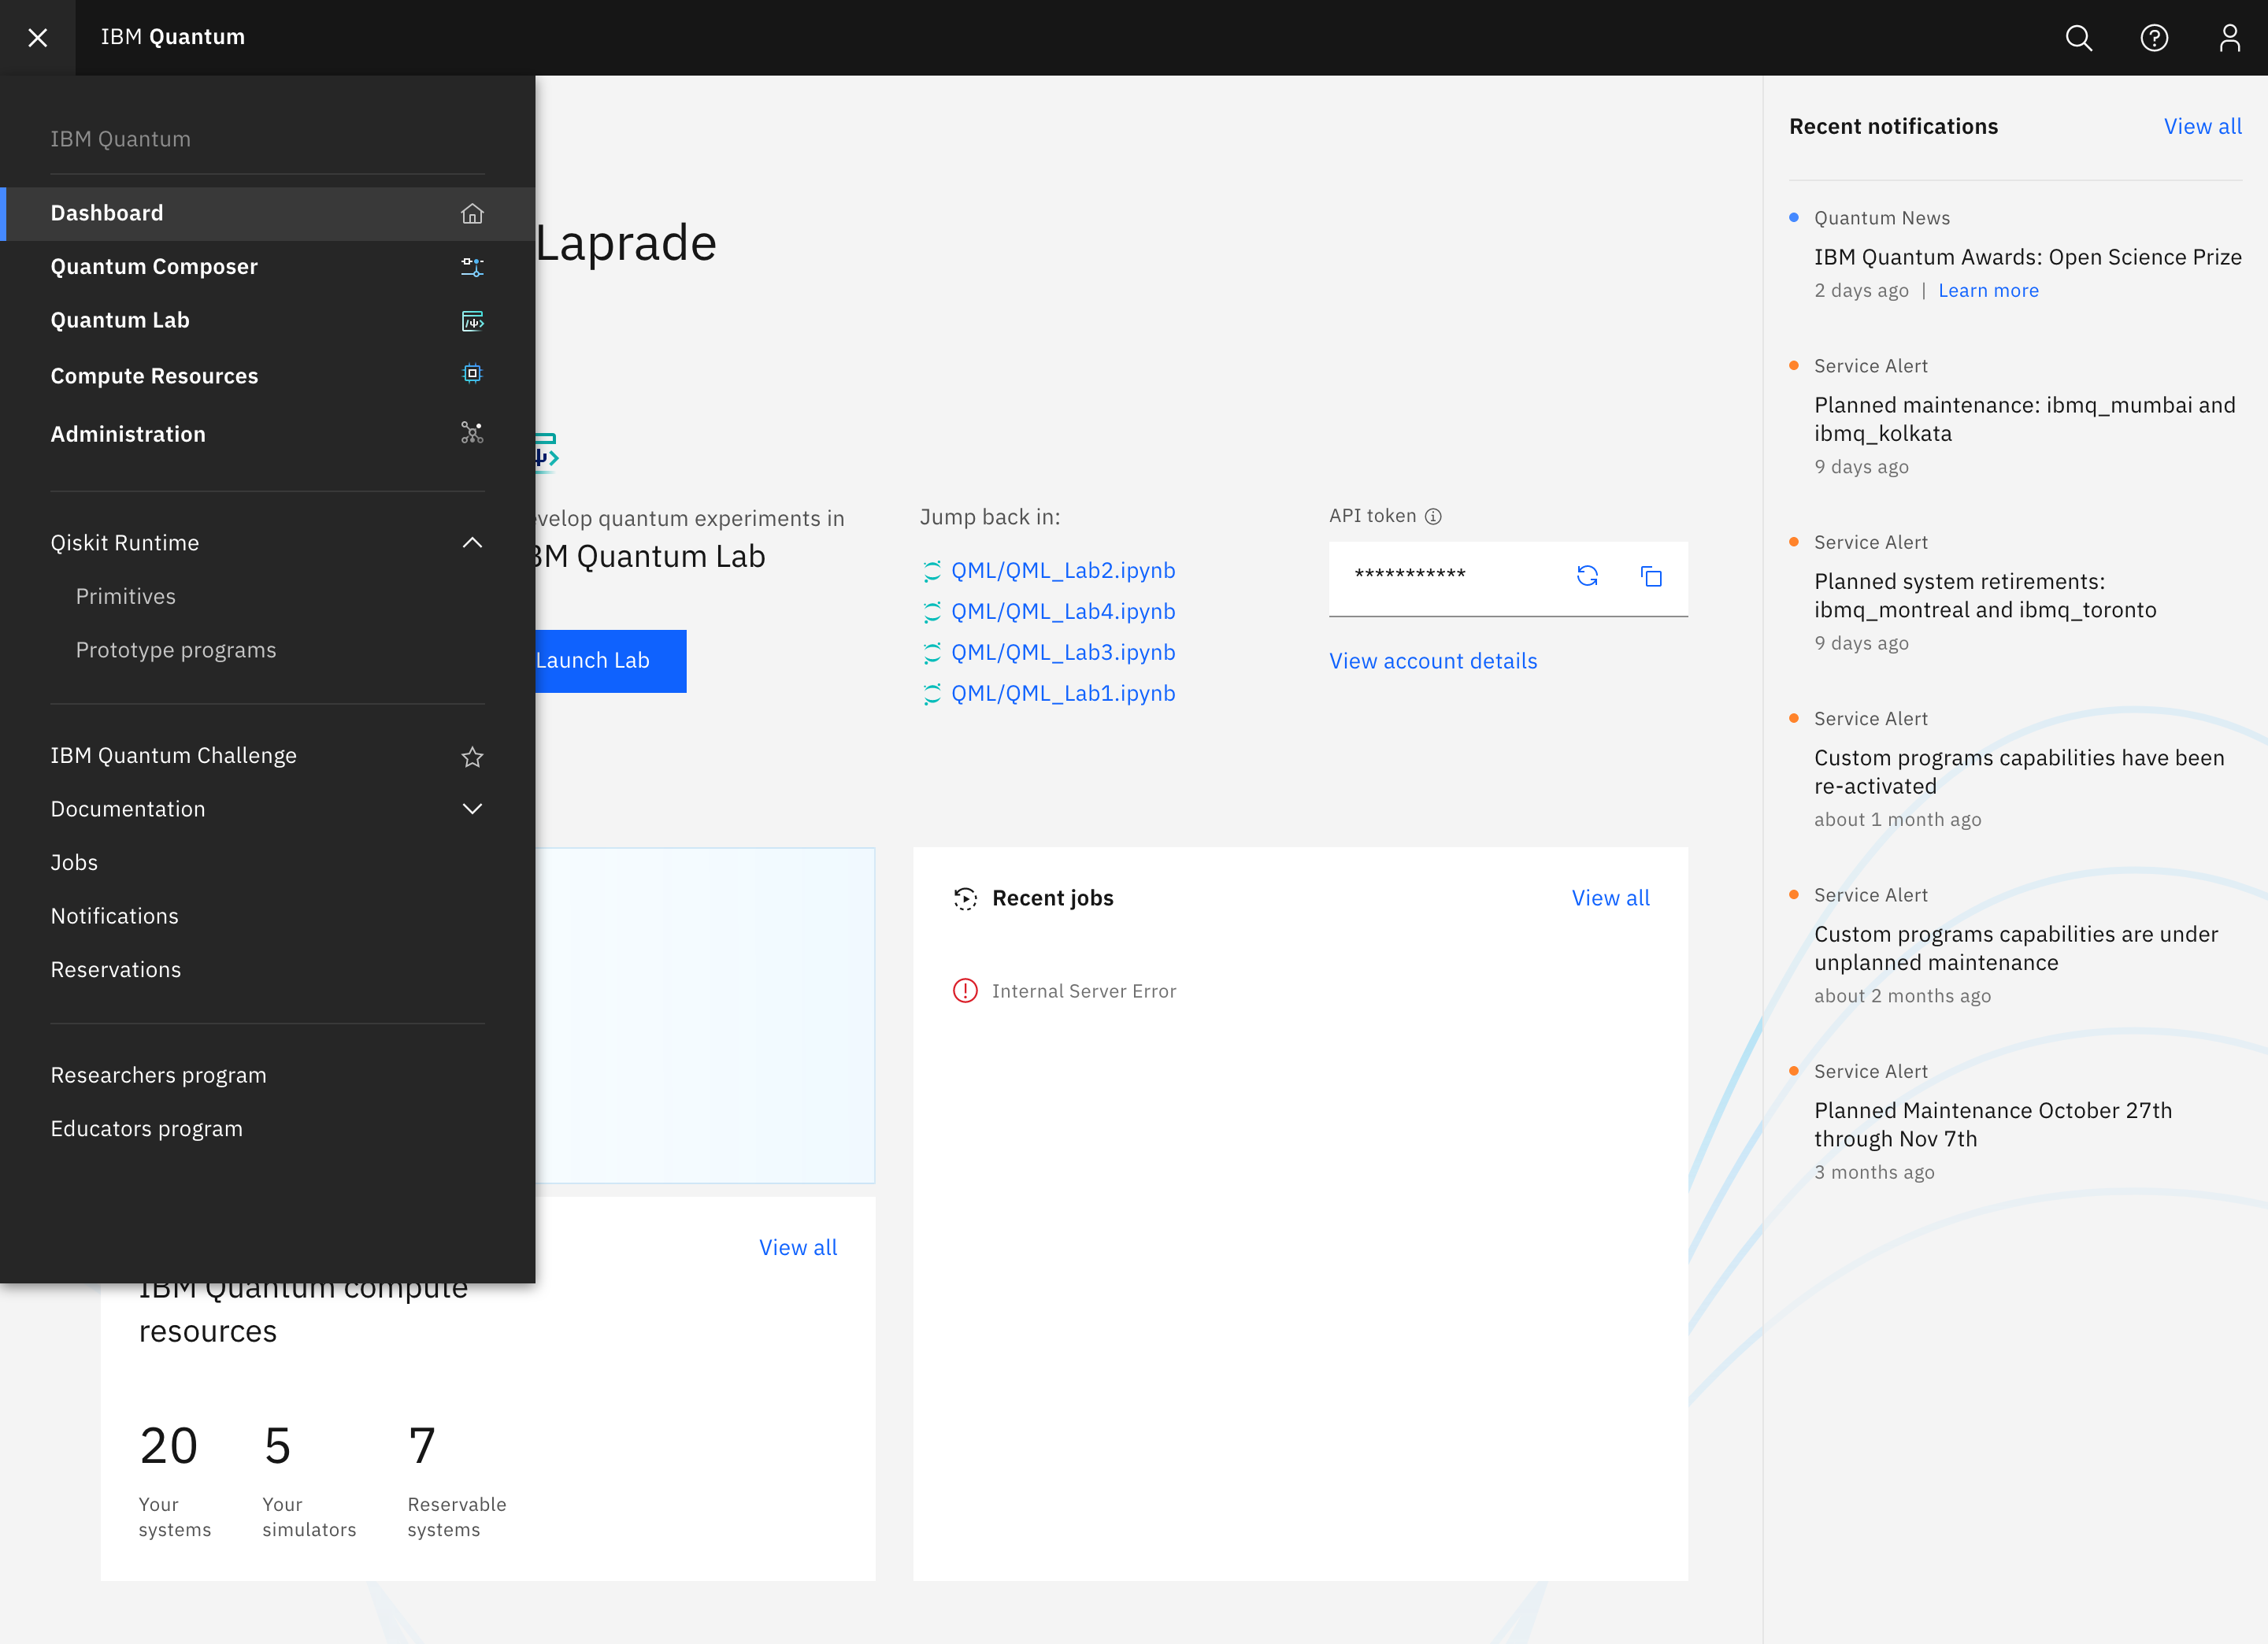 IBM Quantum
IBM Quantum
Dashboard
Quantum Composer
Quantum Lab
Compute Resources
Administration
Qiskit Runtime
Primitives
Prototype programs
IBM Quantum Challenge
Documentation
Jobs
Notifications
Reservations
Researchers program
Educators program
Laprade
velop quantum experiments in
BM Quantum Lab
Launch Lab
Jump back in:
QML/QML_Lab2.ipynb
QML/QML_Lab4.ipynb
QML/QML_Lab3.ipynb
QML/QML_Lab1.ipynb
API token
***********
View account details
View all
IBM Quantum compute
resources
20
5
7
Your
systems
Your
simulators
Reservable
systems
Recent jobs
View all
Internal Server Error
Recent notifications
View all
Quantum News
IBM Quantum Awards: Open Science Prize
2 days ago | Learn more
Service Alert
Planned maintenance: ibmq_mumbai and
ibmq_kolkata
9 days ago
Service Alert
Planned system retirements:
ibmq_montreal and ibmq_toronto
9 days ago
Service Alert
Custom programs capabilities have been
re-activated
about 1 month ago
Service Alert
Custom programs capabilities are under
unplanned maintenance
about 2 months ago
Service Alert
Planned Maintenance October 27th
through Nov 7th
3 months ago